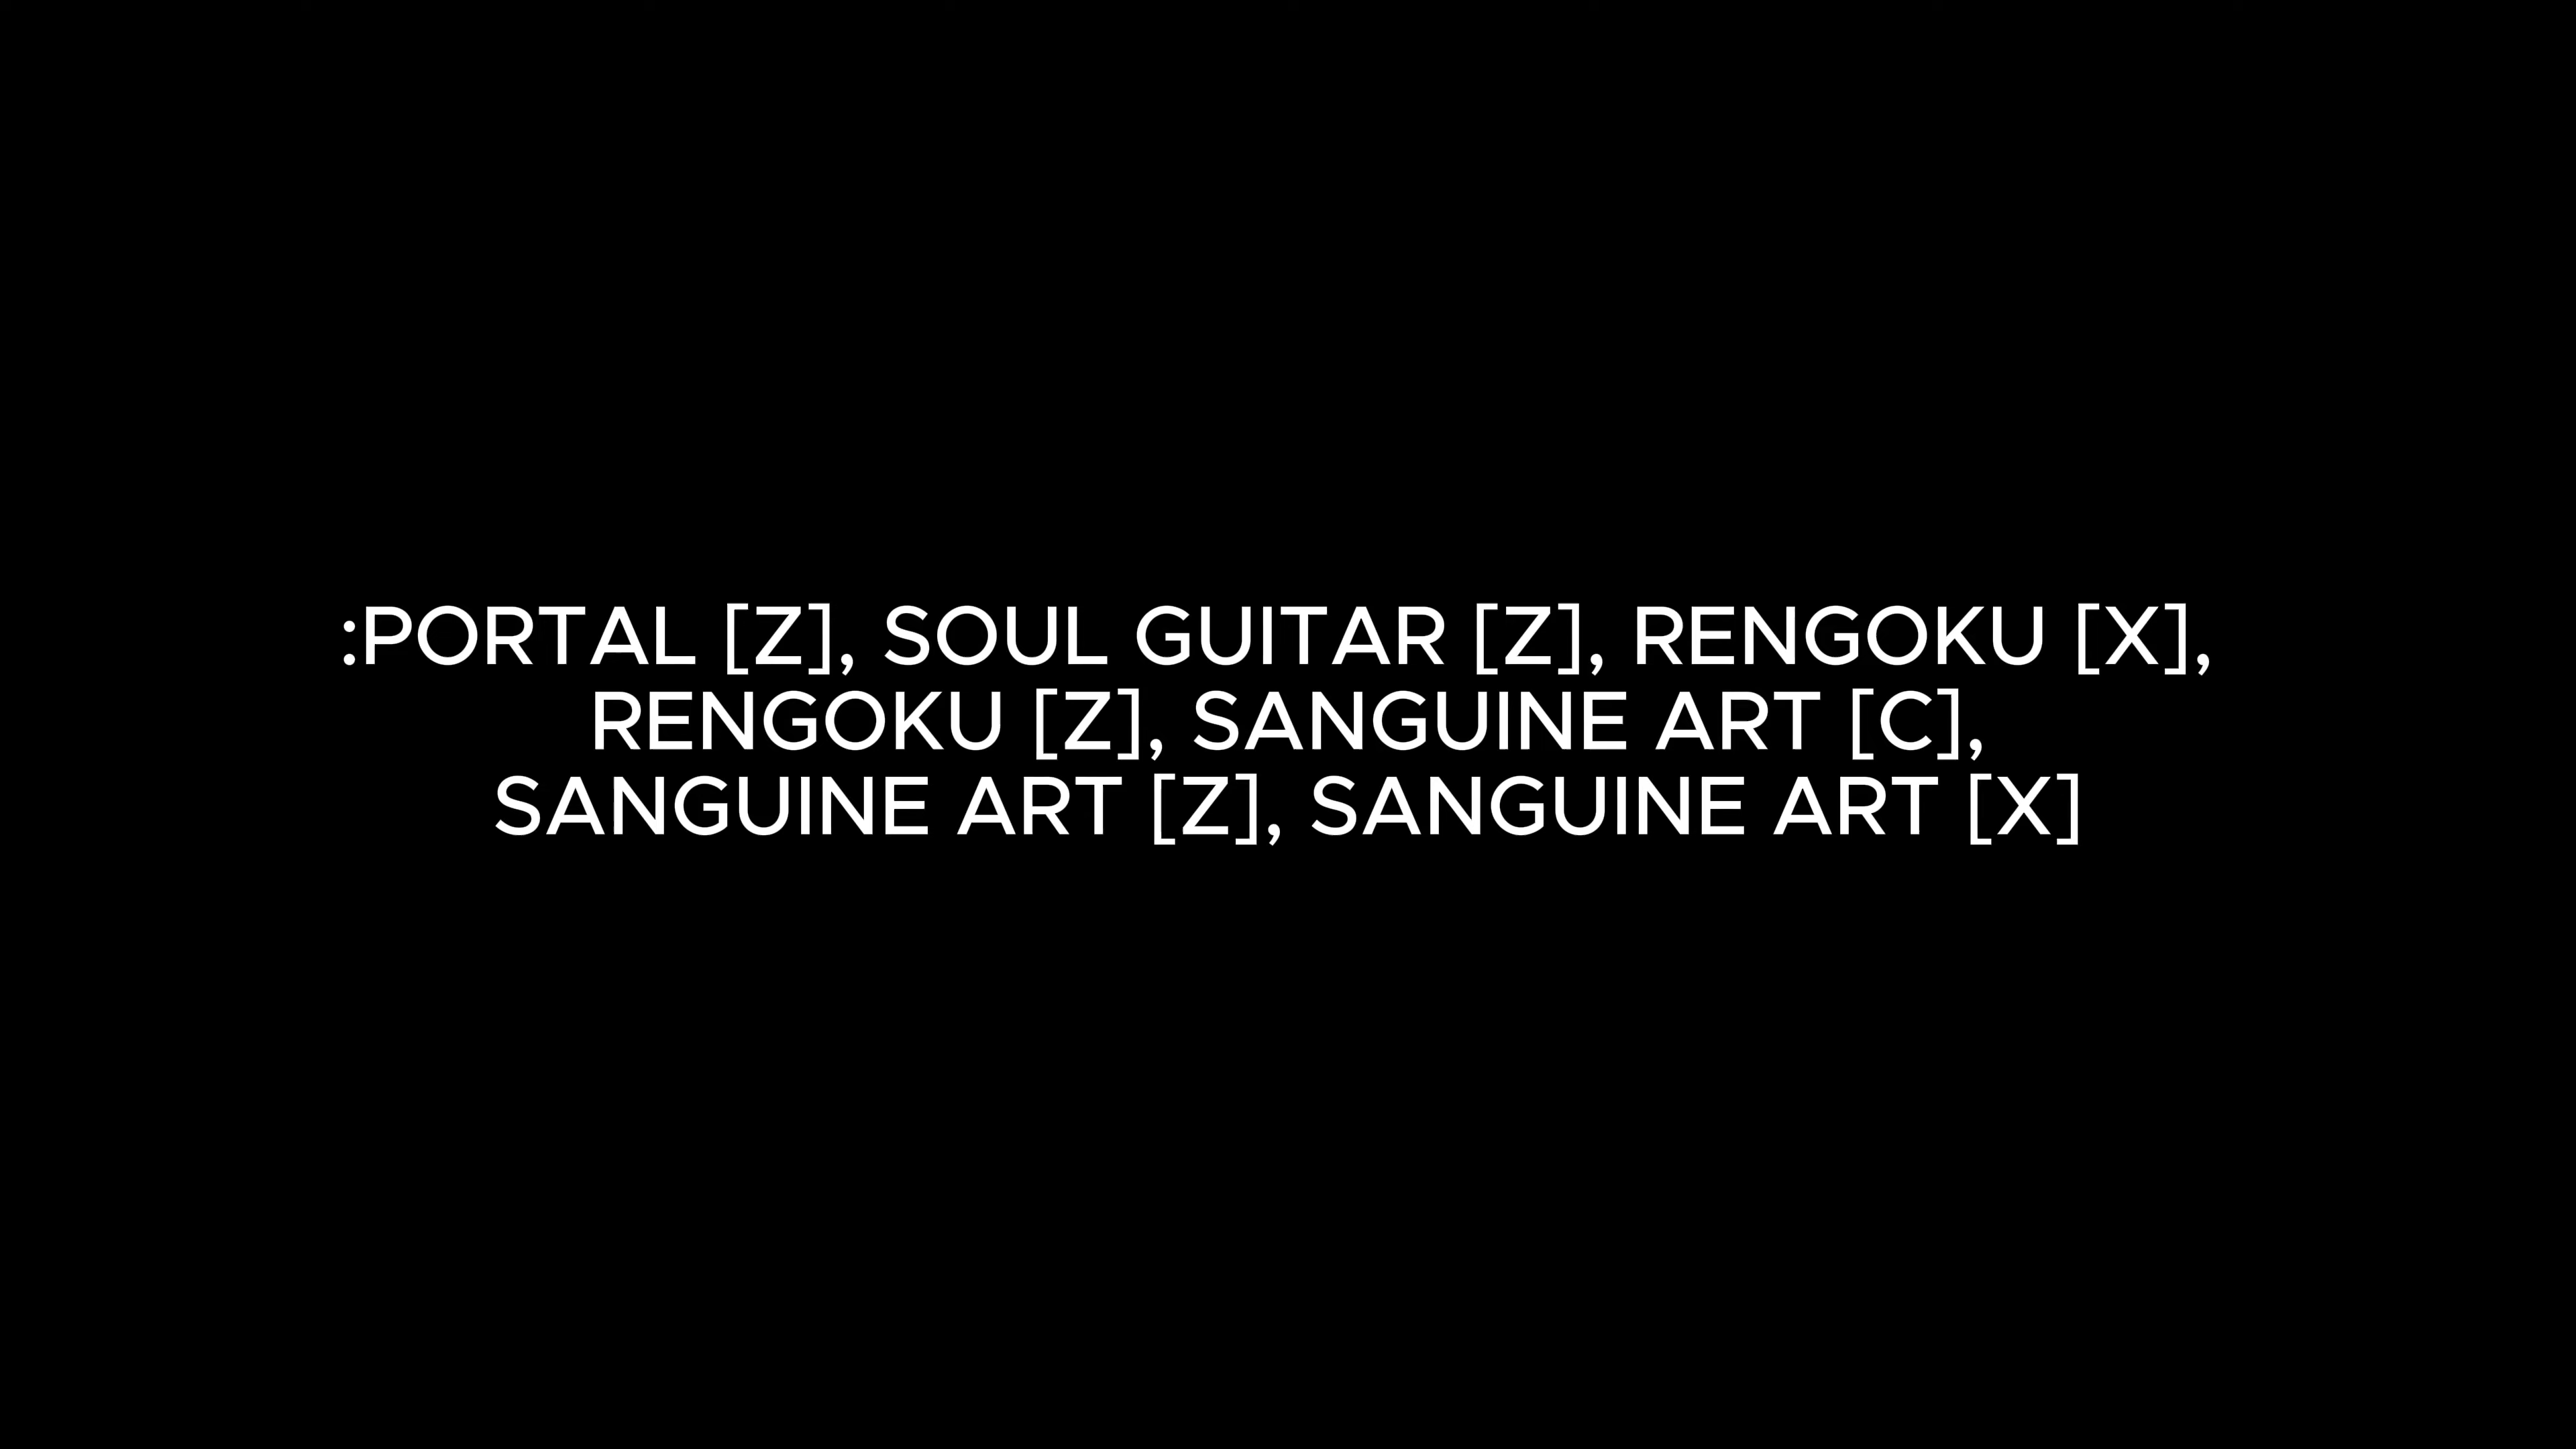 :PORTAL [Z], SOUL GUITAR [Z], RENGOKU [X],
RENGOKU [Z], SANGUINE ART [C],
SANGUINE ART [Z], SANGUINE ART [X]